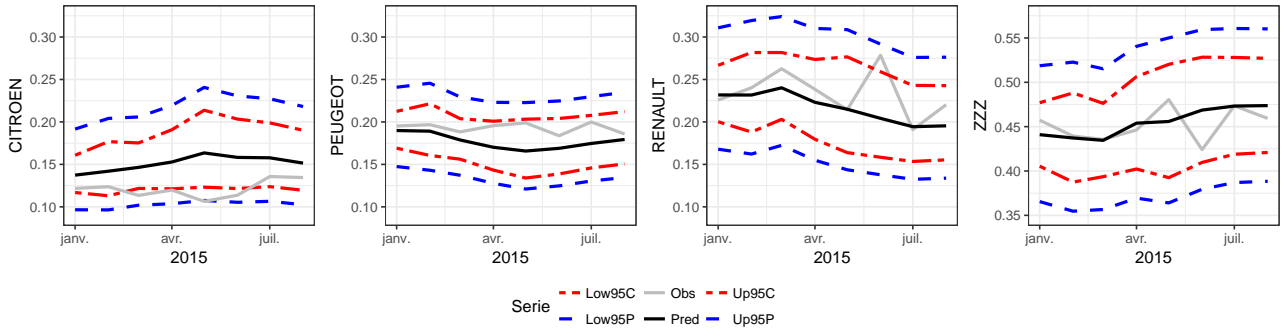 CITROEN
0.30
0.25
0.20
0.15
0.10
janv. avr. juil.
2015
PEUGEOT
0.30
0.25
0.20
0.15
0.10
janv. avr. juil.
2015
RENAULT
0.30
0.25
0.20
0.15
0.10
janv. avr. juil.
2015
ZZZ
0.55
0.50
0.45
0.40
0.35
janv. avr. juil.
2015
Serie
Low95C Obs Up95C
Low95P Pred Up95P